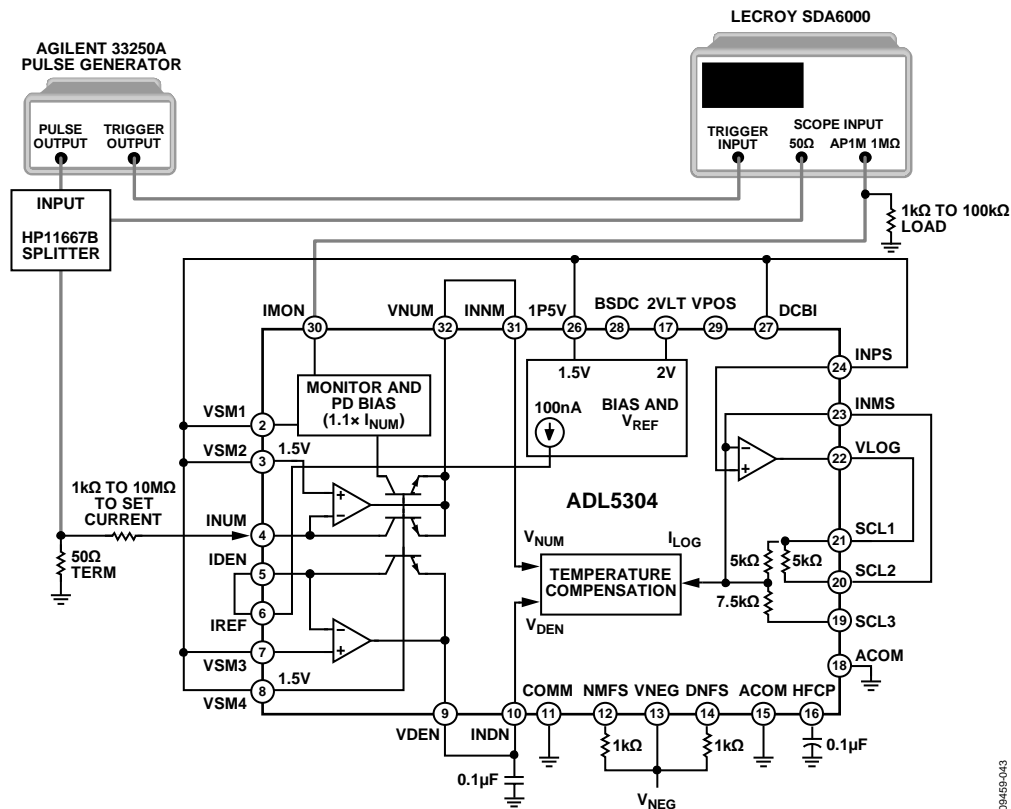 LECROY SDA6000
AGILENT 33250A
PULSE GENERATOR
PULSE
OUTPUT
TRIGGER
OUTPUT
TRIGGER
INPUT
SCOPE INPUT
50Ω
AP1M 1MΩ
INPUT
HP11667B
SPLITTER
1kΩ TO 100kΩ
LOAD
IMON
VNUM
INNM
1P5V
BSDC
2VLT
VPOS
DCBI
30
32
31
26
28
17
29
27
INPS
24
MONITOR AND
PD BIAS
(1.1× INUM)
1.5V
2V
100nA
BIAS AND
VREF
INMS
23
VSM1
2
VSM2
3
1.5V
VLOG
22
1kΩ TO 10MΩ
TO SET
CURRENT
INUM
4
ADL5304
SCL1
21
50Ω
TERM
IDEN
5
VNUM
ILOG
5kΩ
5kΩ
SCL2
20
TEMPERATURE
COMPENSATION
7.5kΩ
IREF
6
VDEN
SCL3
19
VSM3
7
ACOM
18
VSM4
8
1.5V
COMM
NMFS
VNEG
DNFS
ACOM
HFCP
9
10
11
12
13
14
15
16
VDEN
INDN
1kΩ
1kΩ
0.1µF
0.1µF
VNEG
09459-043